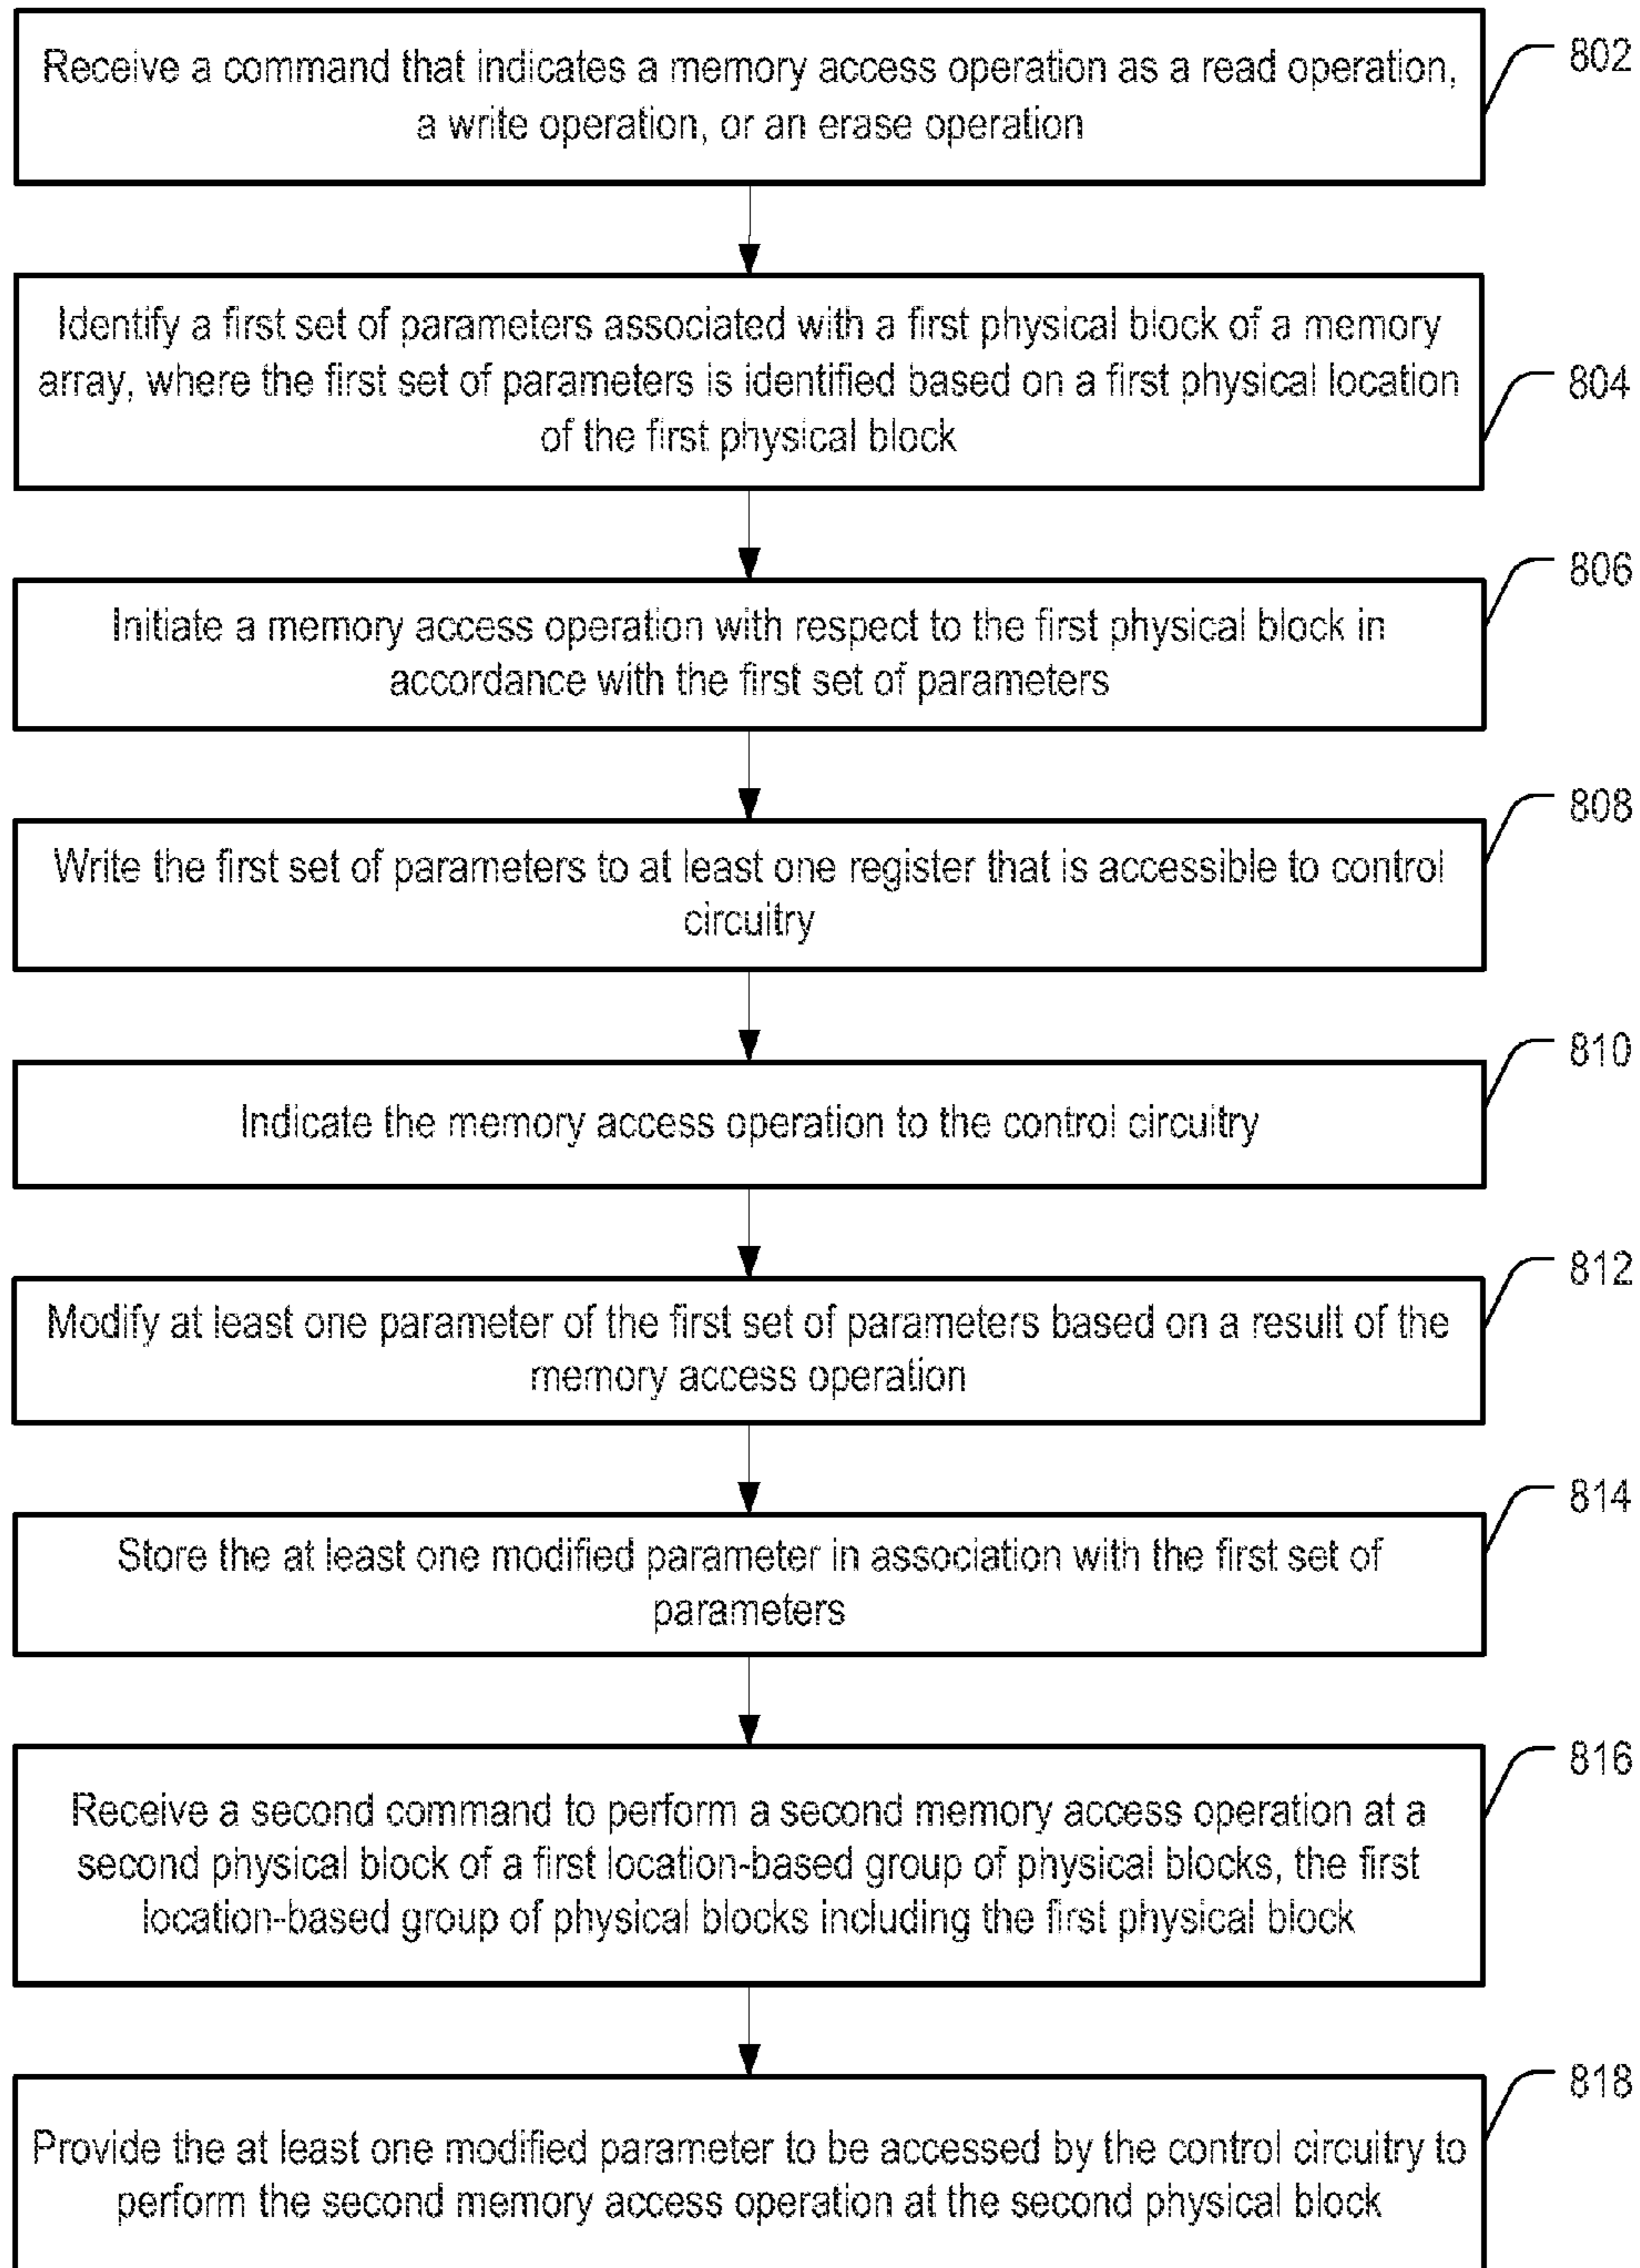 Receive a command that indicates a memory access operation as a read operation,
a write operation, or an erase operation
802
Identify a first set of parameters associated with a first physical block of a memory
array, where the first set of parameters is identified based on a first physical location
of the first physical block
804
Initiate a memory access operation with respect to the first physical block in
accordance with the first set of parameters
806
Write the first set of parameters to at least one register that is accessible to control
circuitry
808
Indicate the memory access operation to the control circuitry
810
Modify at least one parameter of the first set of parameters based on a result of the
memory access operation
812
Store the at least one modified parameter in association with the first set of
parameters
814
Receive a second command to perform a second memory access operation at a
second physical block of a first location-based group of physical blocks, the first
location-based group of physical blocks including the first physical block
816
Provide the at least one modified parameter to be accessed by the control circuitry to
perform the second memory access operation at the second physical block
818